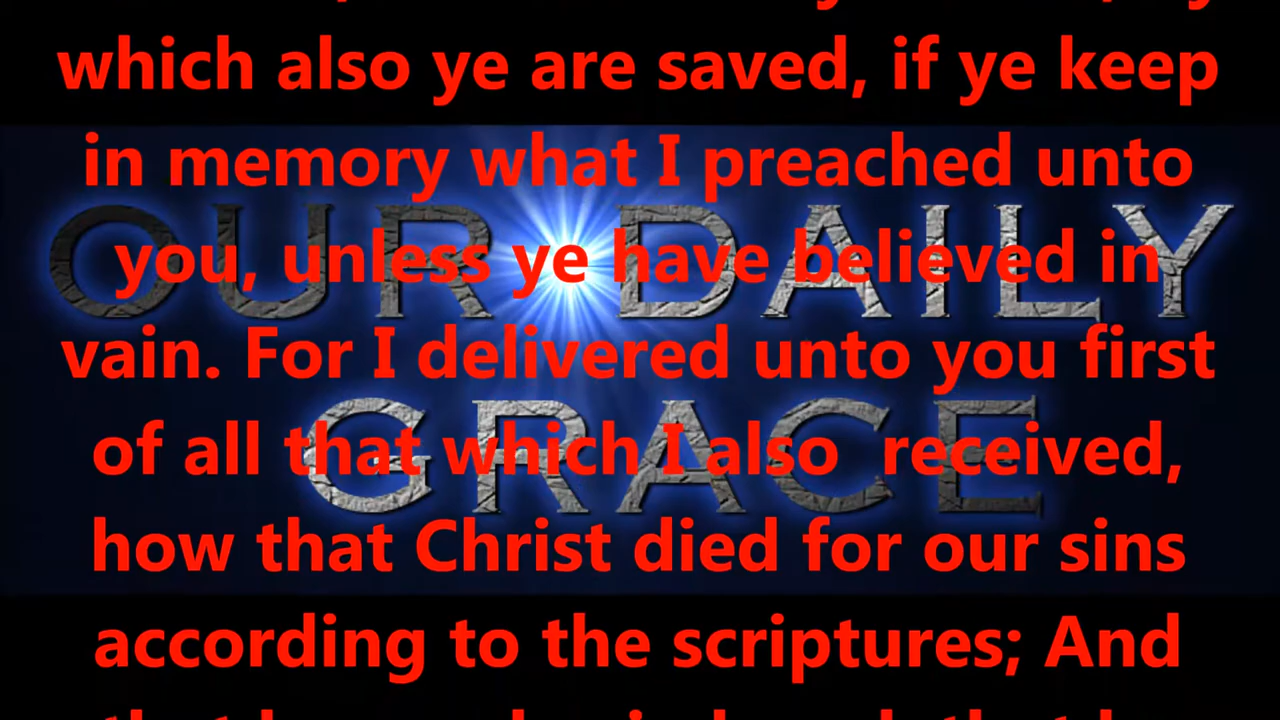 which also ye are saved, if ye keep
in memory what I preached unto
you, unless ye have believed in
vain. For I delivered unto you first
of all that which I also received,
how that Christ died for our sins
according to the scriptures; And
OUR DAILY
GRACE